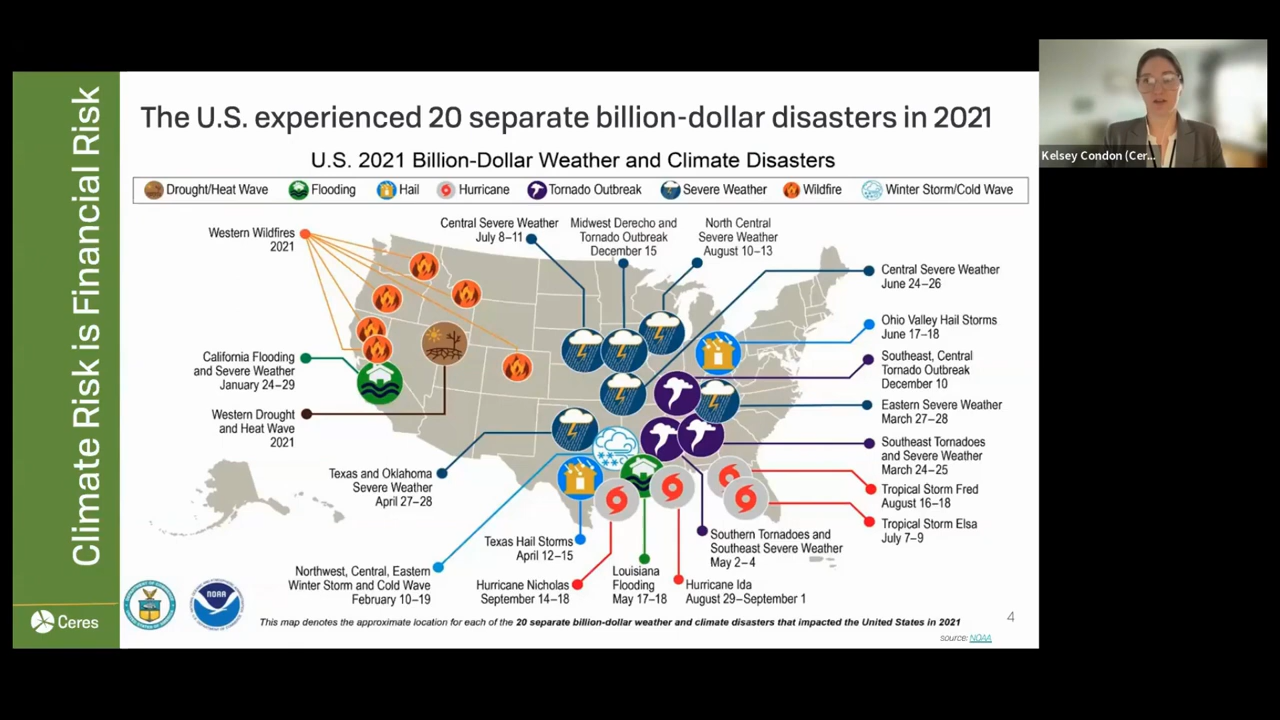 Climate Risk is Financial Risk
The U.S. experienced 20 separate billion-dollar disasters in 2021
U.S. 2021 Billion-Dollar Weather and Climate Disasters
Drought/Heat Wave
Flooding
Hail
Hurricane
Tornado Outbreak
Severe Weather
Wildfire
Winter Storm/Cold Wave
Western Wildfires
2021
Central Severe Weather
July 8–11
Midwest Derecho and
Tornado Outbreak
December 15
North Central
Severe Weather
August 10–13
Central Severe Weather
June 24–26
Ohio Valley Hail Storms
June 17–18
Southeast, Central
Tornado Outbreak
December 10
Eastern Severe Weather
March 27–28
Southeast Tornadoes
and Severe Weather
March 24–25
Tropical Storm Fred
August 16–18
Tropical Storm Elsa
July 7–9
California Flooding
and Severe Weather
January 24–29
Western Drought
and Heat Wave
2021
Texas and Oklahoma
Severe Weather
April 27–28
Texas Hail Storms
April 12–15
Northwest, Central, Eastern
Winter Storm and Cold Wave
February 10–19
Hurricane Nicholas
September 14–18
Louisiana
Flooding
May 17–18
Hurricane Ida
August 29–September 1
Southern Tornadoes and
Southeast Severe Weather
May 2–4
NOAA
Ceres
This map denotes the approximate location for each of the 20 separate billion-dollar weather and climate disasters that impacted the United States in 2021
4
source: NOAA
Kelsey Condon (Cer...